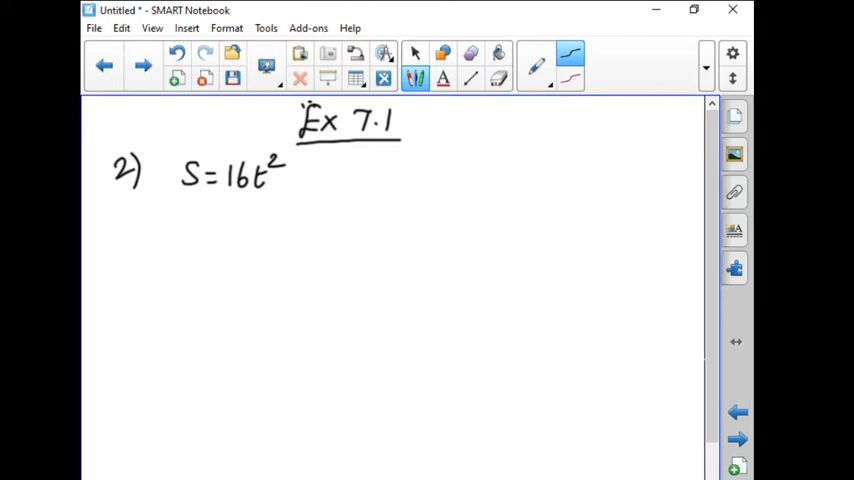 Untitled * - SMART Notebook
File Edit View Insert Format Tools Add-ons Help
Ex 7.1
2) S=16t²